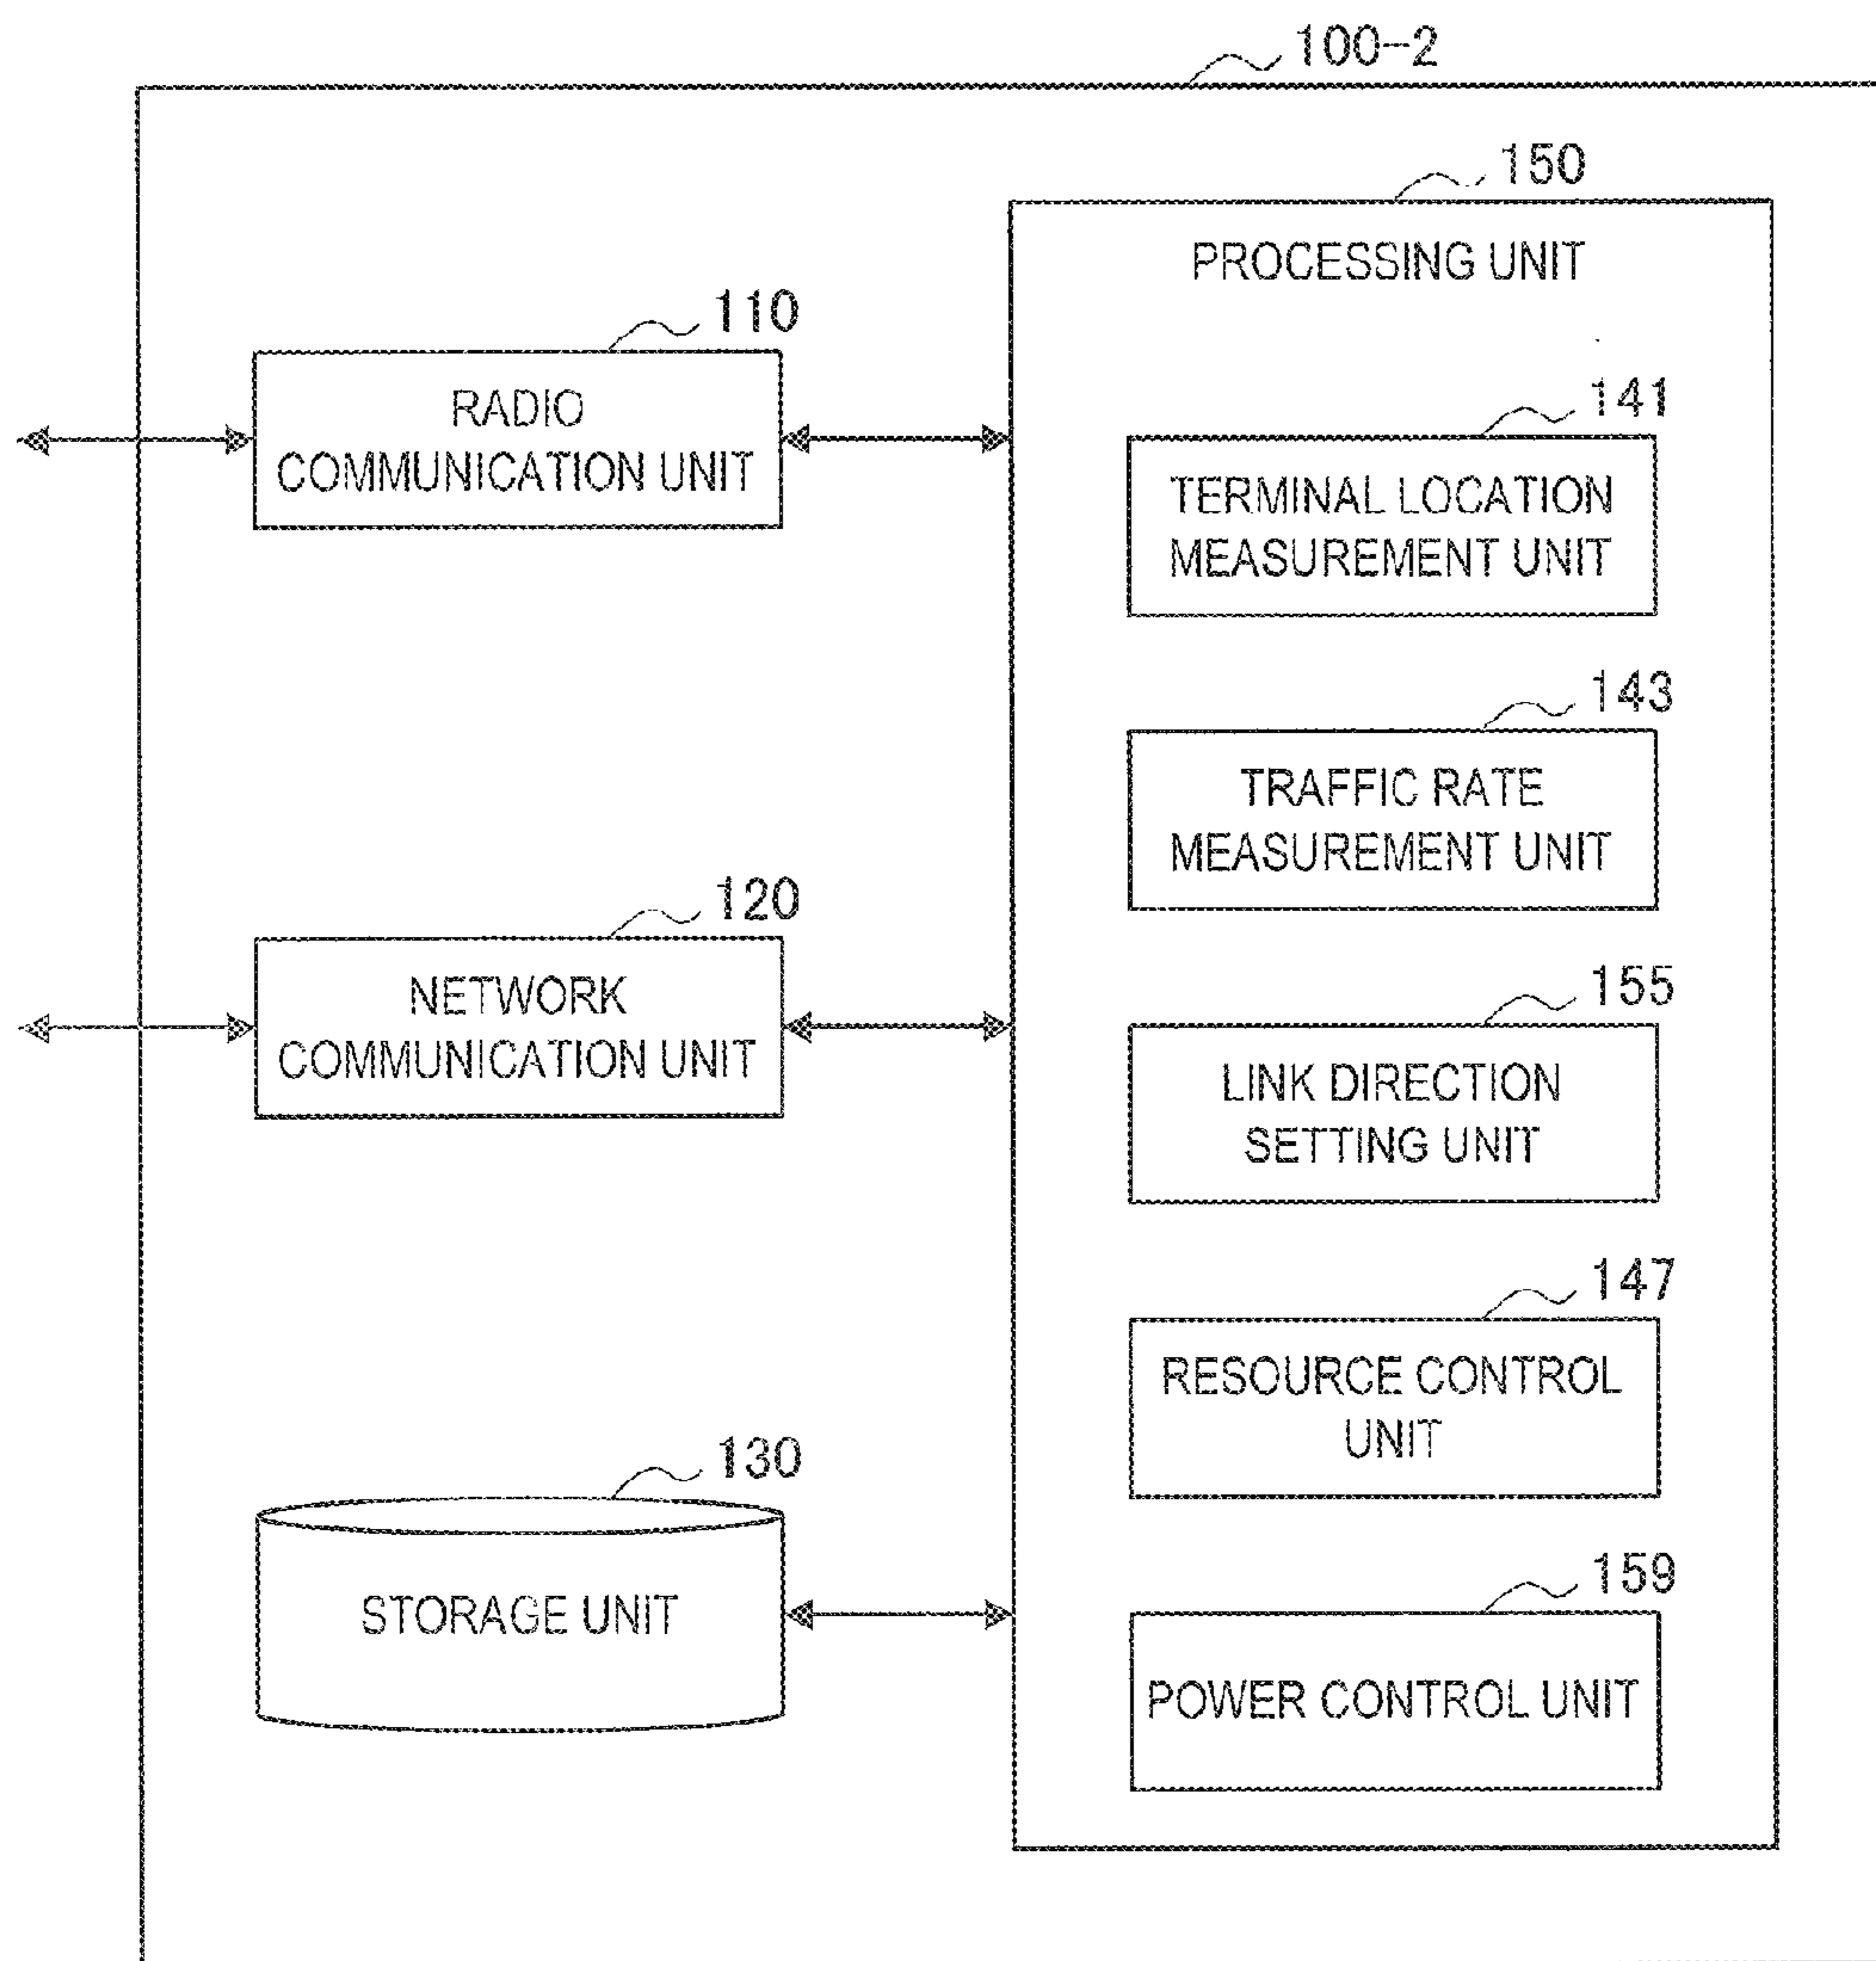 100-2
150
PROCESSING UNIT
110
RADIO
COMMUNICATION UNIT
141
TERMINAL LOCATION
MEASUREMENT UNIT
143
TRAFFIC RATE
MEASUREMENT UNIT
120
NETWORK
COMMUNICATION UNIT
155
LINK DIRECTION
SETTING UNIT
147
RESOURCE CONTROL
UNIT
130
STORAGE UNIT
159
POWER CONTROL UNIT